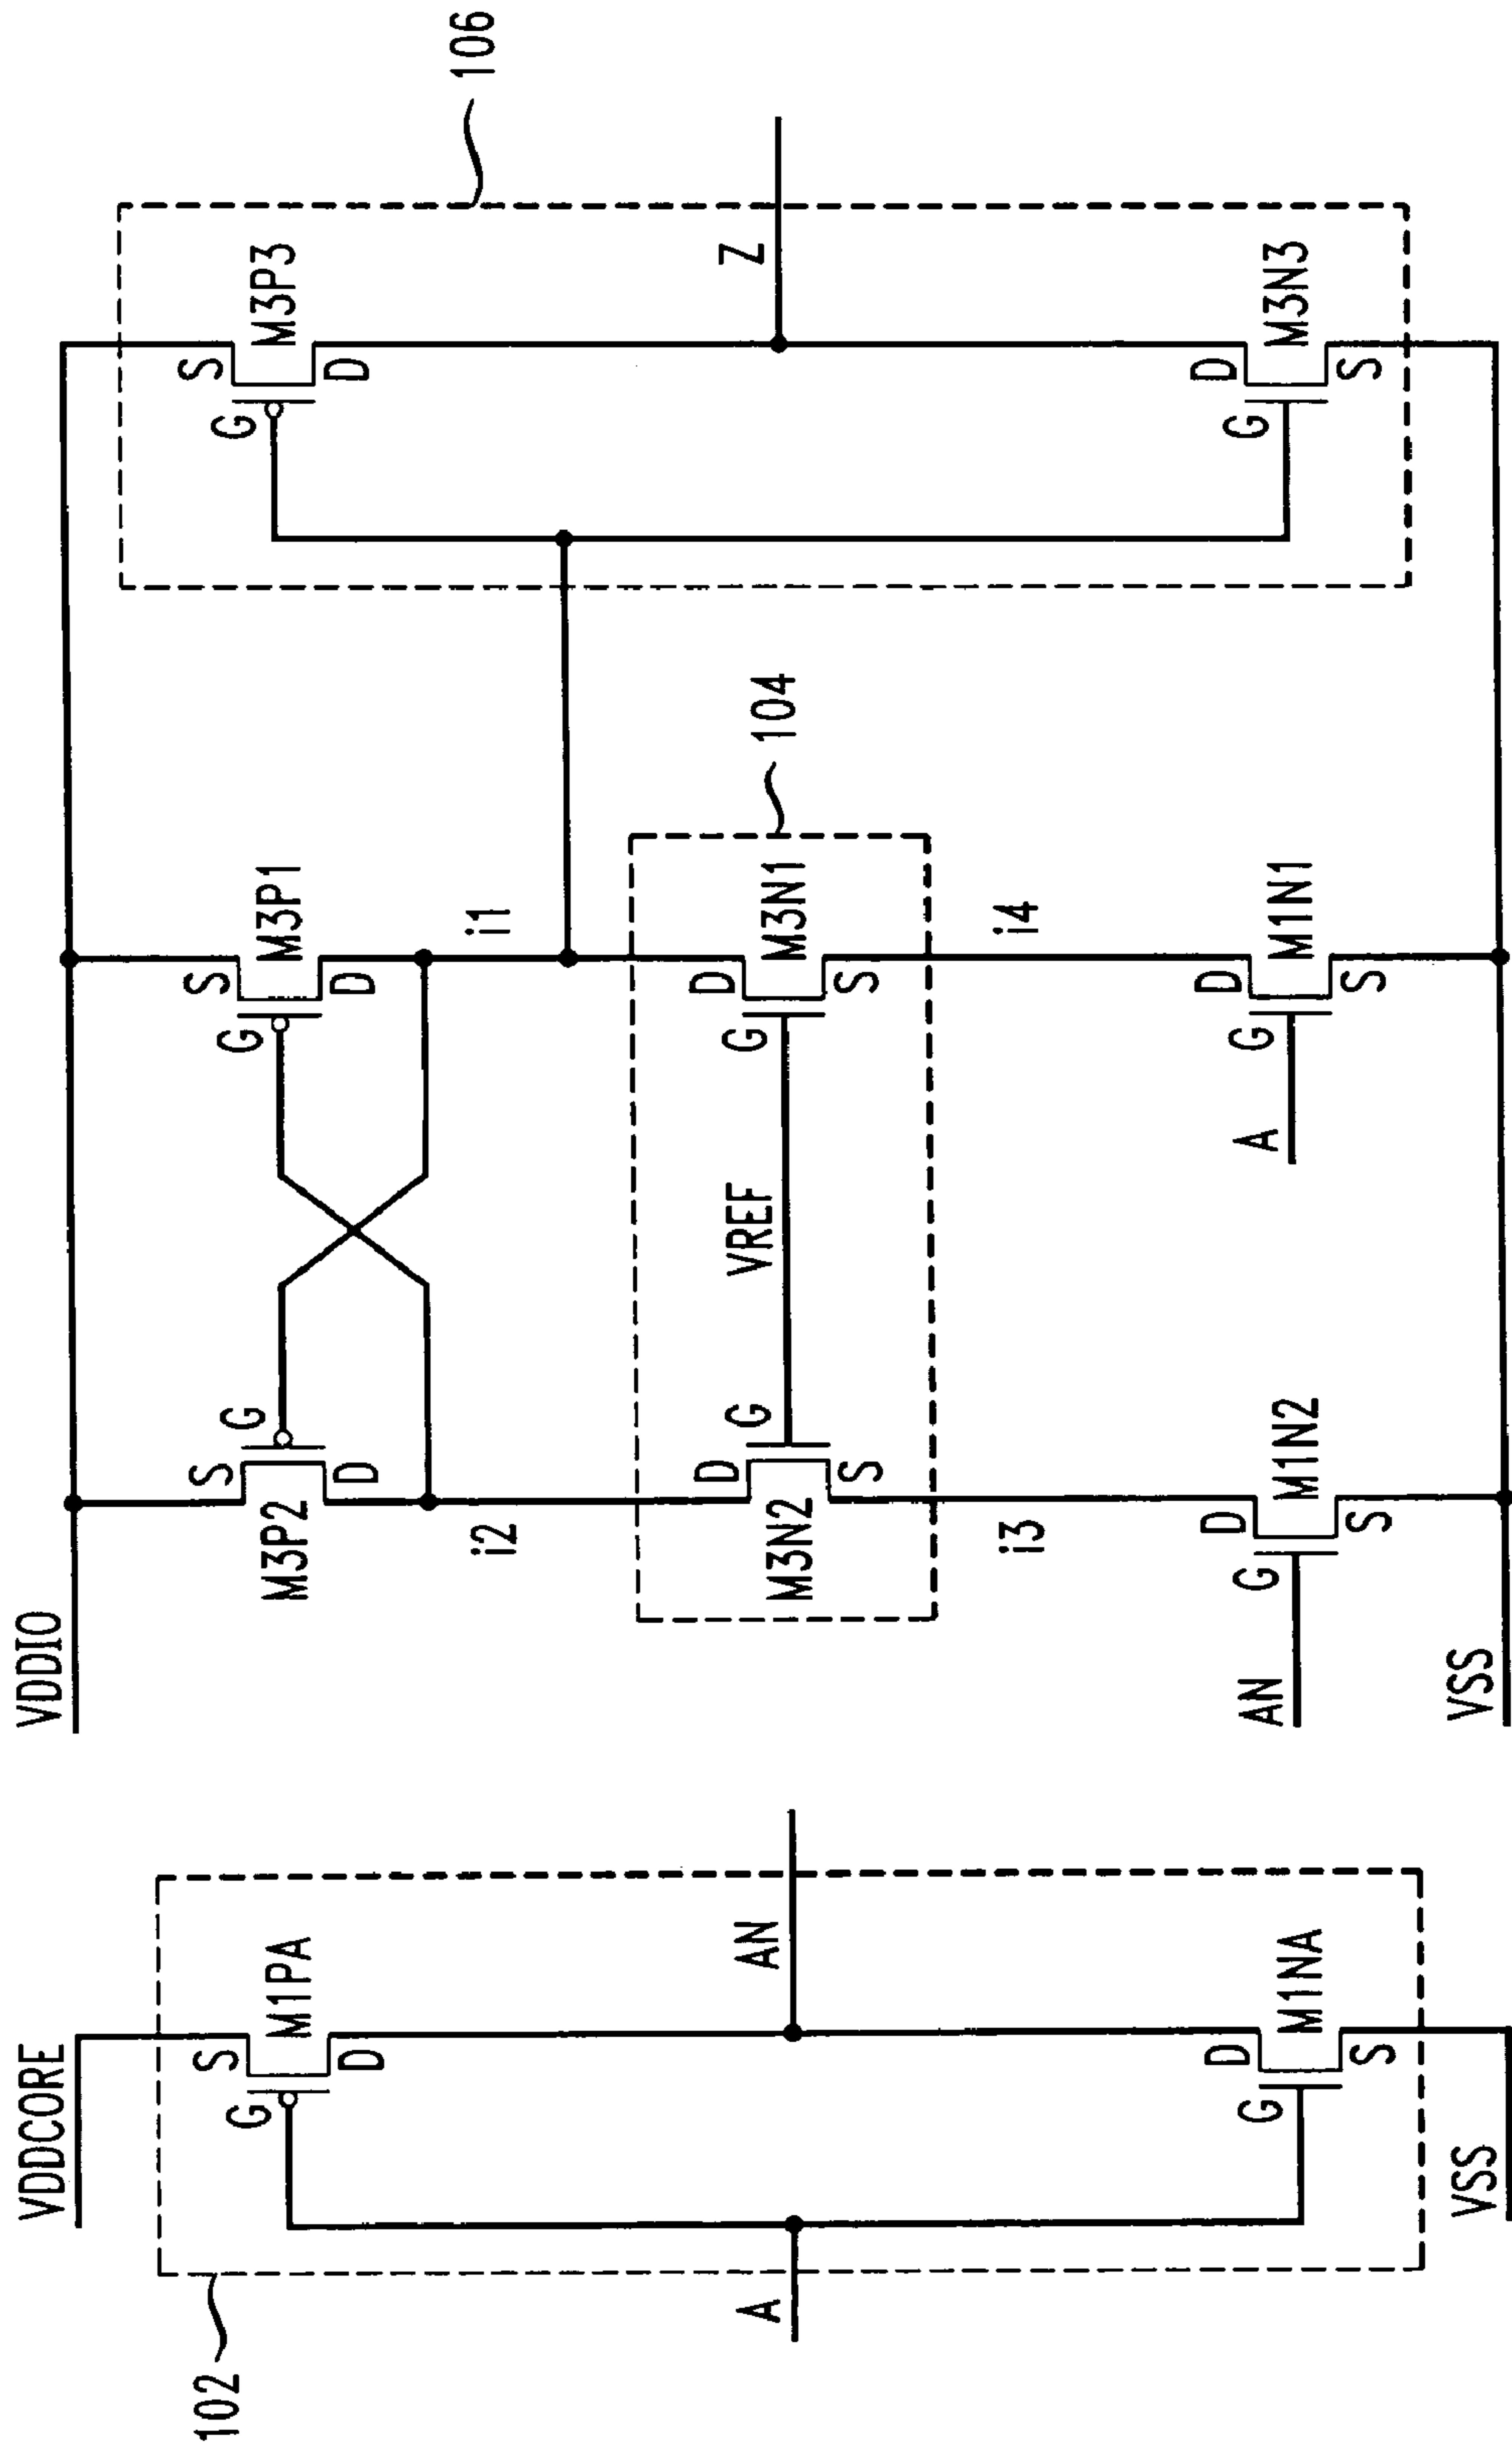 VDDCORE
VDDIO
102
S
G
M1PA
D
A
AN
D
G
M1NA
S
VSS
S
G
M3P2
D
S
G
M3P1
D
i2
i1
D
G
M3N2
S
VREF
D
G
M3N1
S
104
i3
i4
AN
D
G
M1N2
S
A
D
G
M1N1
S
VSS
106
S
G
M3P3
D
Z
D
G
M3N3
S